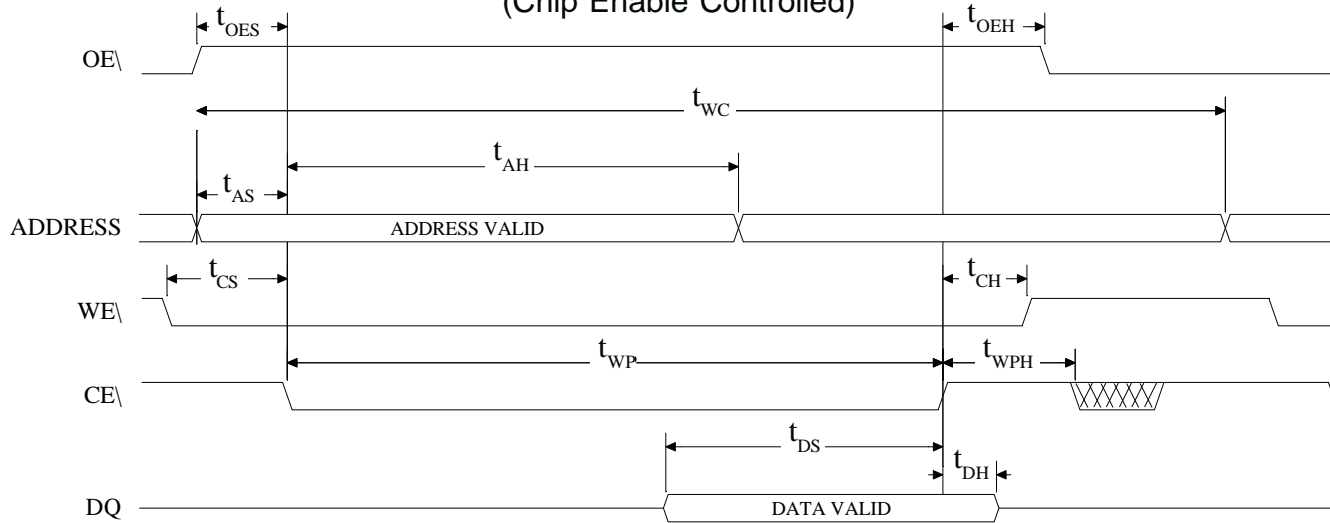 (Chip Enable Controlled)
tOES
tOEH
OE\
tWC
tAH
tAS
ADDRESS
ADDRESS VALID
tCS
tCH
WE\
tWP
tWPH
CE\
tDS
tDH
DQ
DATA VALID